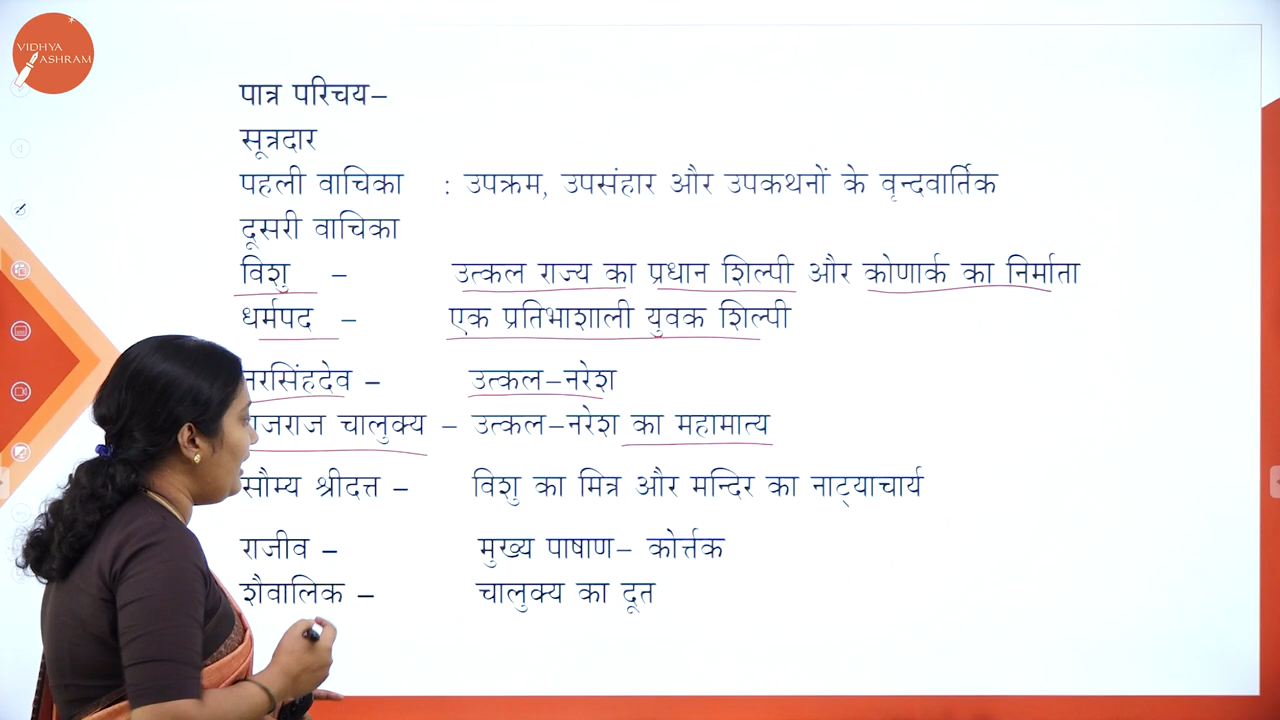 VIDHYA
ASHRAM
पात्र परिचय–
सूत्रदार
पहली वाचिका : उपक्रम, उपसंहार और उपकथनों के वृन्दवार्तिक
दूसरी वाचिका
विशु – उत्कल राज्य का प्रधान शिल्पी और कोणार्क का निर्माता
धर्मपद – एक प्रतिभाशाली युवक शिल्पी
नरसिंहदेव – उत्कल–नरेश
राजराज चालुक्य – उत्कल–नरेश का महामात्य
सौम्य श्रीदत्त – विशु का मित्र और मन्दिर का नाट्याचार्य
राजीव – मुख्य पाषाण– कोर्त्तक
शैवालिक – चालुक्य का दूत